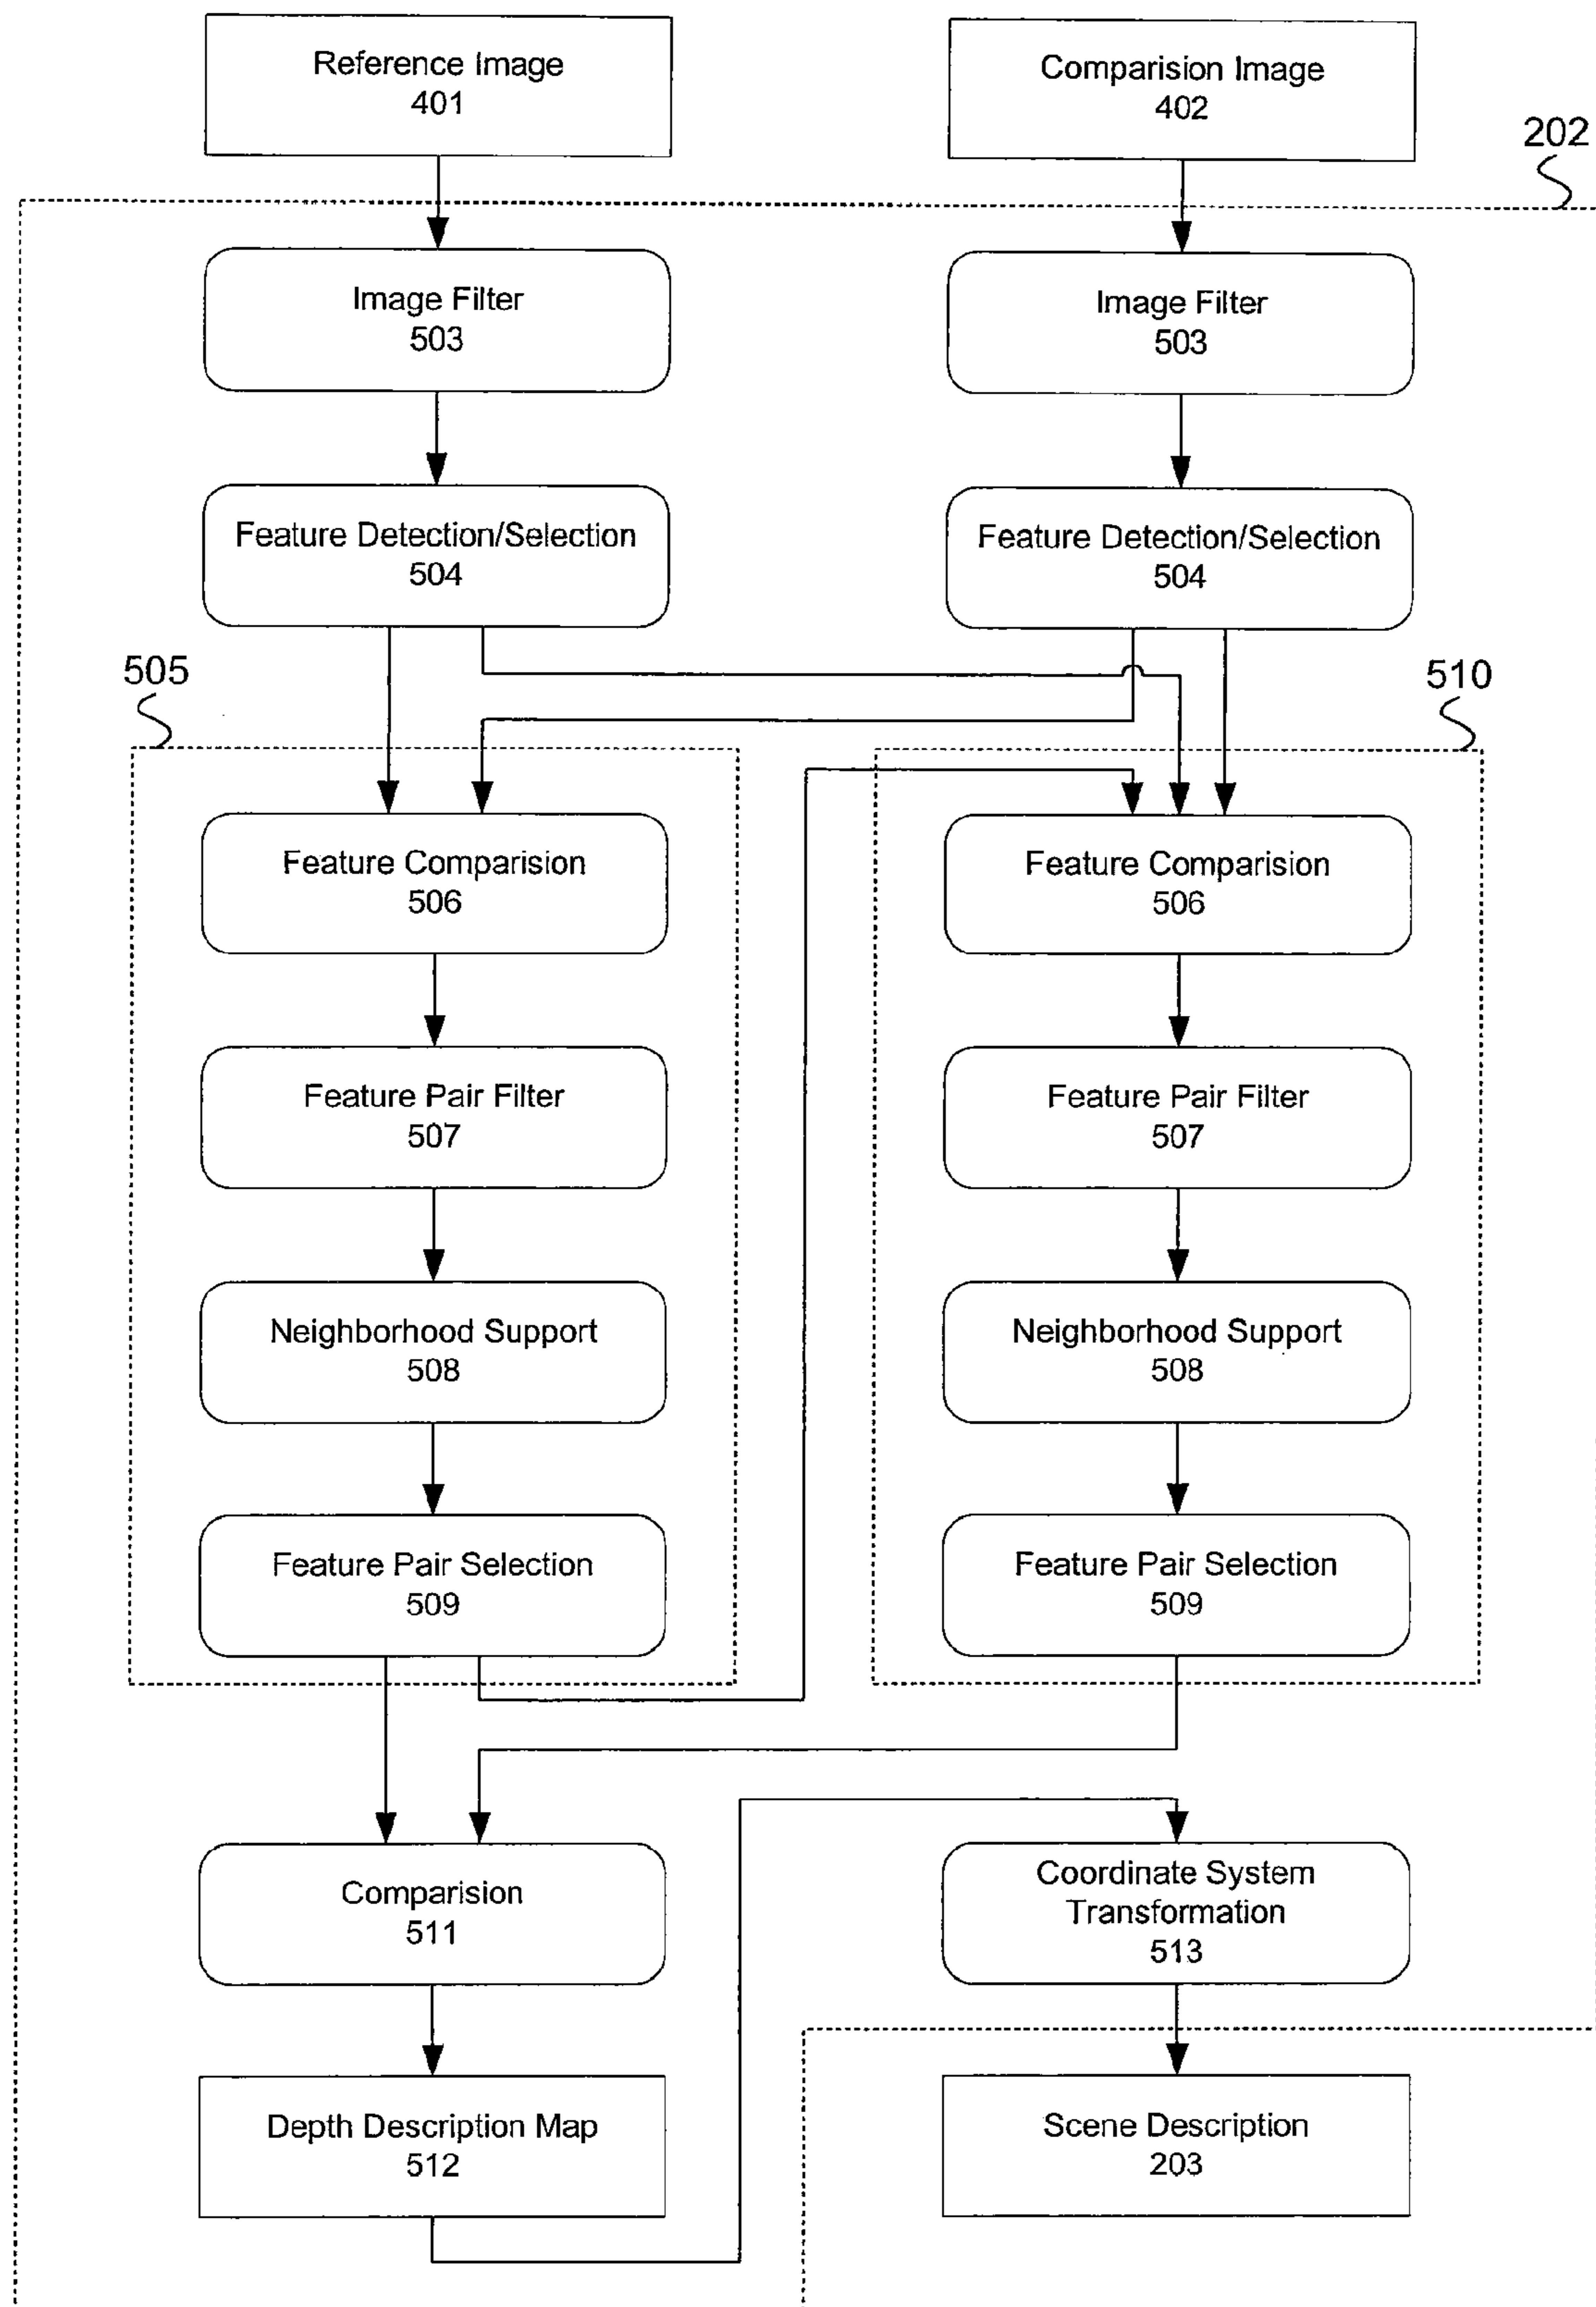 Reference Image
401
Comparision Image
402
202
Image Filter
503
Image Filter
503
Feature Detection/Selection
504
Feature Detection/Selection
504
505
510
Feature Comparision
506
Feature Comparision
506
Feature Pair Filter
507
Feature Pair Filter
507
Neighborhood Support
508
Neighborhood Support
508
Feature Pair Selection
509
Feature Pair Selection
509
Comparision
511
Coordinate System
Transformation
513
Depth Description Map
512
Scene Description
203